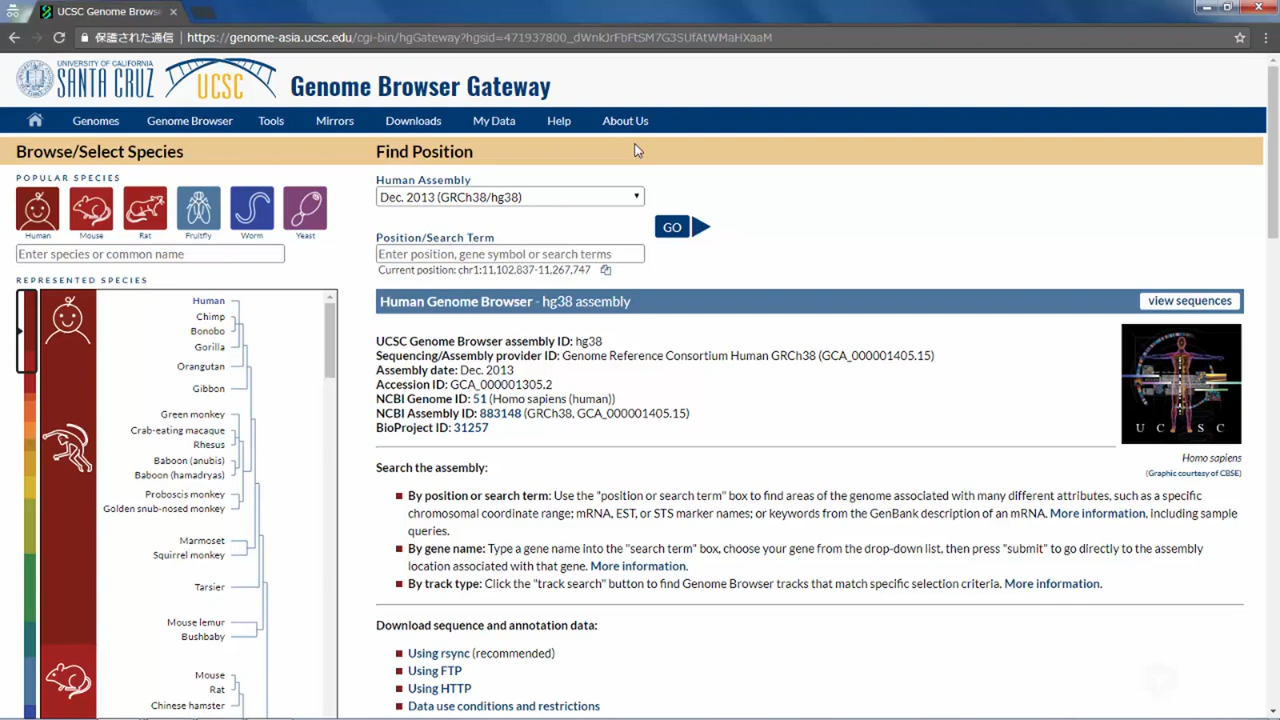 UCSC Genome Brows
保護された通信 | https://genome-asia.ucsc.edu/cgi-bin/hgGateway?hgsid=471937800_dWnkJrFbFtSM7G3SUfAtWMaHXaaM
UNIVERSITY OF CALIFORNIA
SANTA CRUZ
UCSC
Genome Browser Gateway
Genomes Genome Browser Tools Mirrors Downloads My Data Help About Us
Browse/Select Species
POPULAR SPECIES
Human Mouse Rat Fruitfly Worm Yeast
Enter species or common name
REPRESENTED SPECIES
Human
Chimp
Bonobo
Gorilla
Orangutan
Gibbon
Green monkey
Crab-eating macaque
Rhesus
Baboon (anubis)
Baboon (hamadryas)
Proboscis monkey
Golden snub-nosed monkey
Marmoset
Squirrel monkey
Tarsier
Mouse lemur
Bushbaby
Mouse
Rat
Chinese hamster
Find Position
Human Assembly
Dec. 2013 (GRCh38/hg38)
GO
Position/Search Term
Enter position, gene symbol or search terms
Current position: chr1:11,102,837-11,267,747
Human Genome Browser - hg38 assembly
view sequences
UCSC Genome Browser assembly ID: hg38
Sequencing/Assembly provider ID: Genome Reference Consortium Human GRCh38 (GCA_000001405.15)
Assembly date: Dec. 2013
Accession ID: GCA_000001305.2
NCBI Genome ID: 51 (Homo sapiens (human))
NCBI Assembly ID: 883148 (GRCh38, GCA_000001405.15)
BioProject ID: 31257
U C S C
Homo sapiens
(Graphic courtesy of CBSE)
Search the assembly:
By position or search term: Use the "position or search term" box to find areas of the genome associated with many different attributes, such as a specific
chromosomal coordinate range; mRNA, EST, or STS marker names; or keywords from the GenBank description of an mRNA. More information, including sample
queries.
By gene name: Type a gene name into the "search term" box, choose your gene from the drop-down list, then press "submit" to go directly to the assembly
location associated with that gene. More information.
By track type: Click the "track search" button to find Genome Browser tracks that match specific selection criteria. More information.
Download sequence and annotation data:
Using rsync (recommended)
Using FTP
Using HTTP
Data use conditions and restrictions